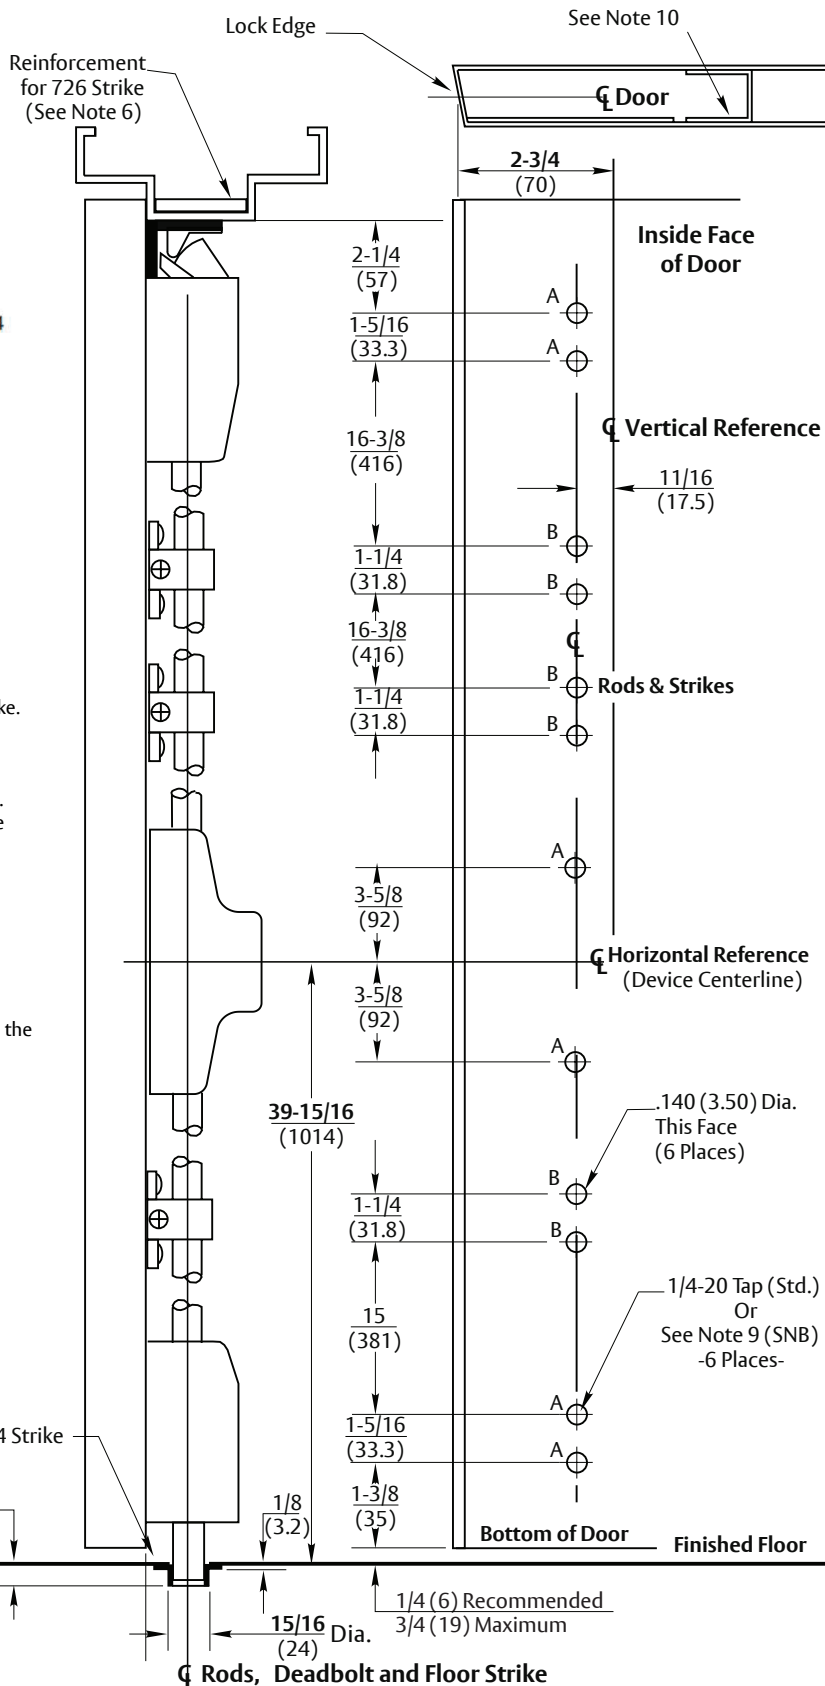 Lock Edge
See Note 10
Reinforcement
for 726 Strike
(See Note 6)
℄ Door
2-3/4
(70)
Inside Face
of Door
2-1/4
(57)
A
4
1-5/16
(33.3)
A
℄ Vertical Reference
16-3/8
(416)
11/16
(17.5)
B
1-1/4
(31.8)
B
16-3/8
(416)
℄
B
Rods & Strikes
ke.
1-1/4
(31.8)
B
.
e
A
3-5/8
(92)
℄ Horizontal Reference
(Device Centerline)
3-5/8
(92)
the
A
39-15/16
(1014)
.140 (3.50) Dia.
This Face
(6 Places)
B
1-1/4
(31.8)
B
1/4-20 Tap (Std.)
Or
See Note 9 (SNB)
-6 Places-
15
(381)
A
4 Strike
1-5/16
(33.3)
A
1-3/8
(35)
1/8
(3.2)
Bottom of Door
Finished Floor
1/4 (6) Recommended
3/4 (19) Maximum
15/16
(24)
Dia.
℄ Rods, Deadbolt and Floor Strike